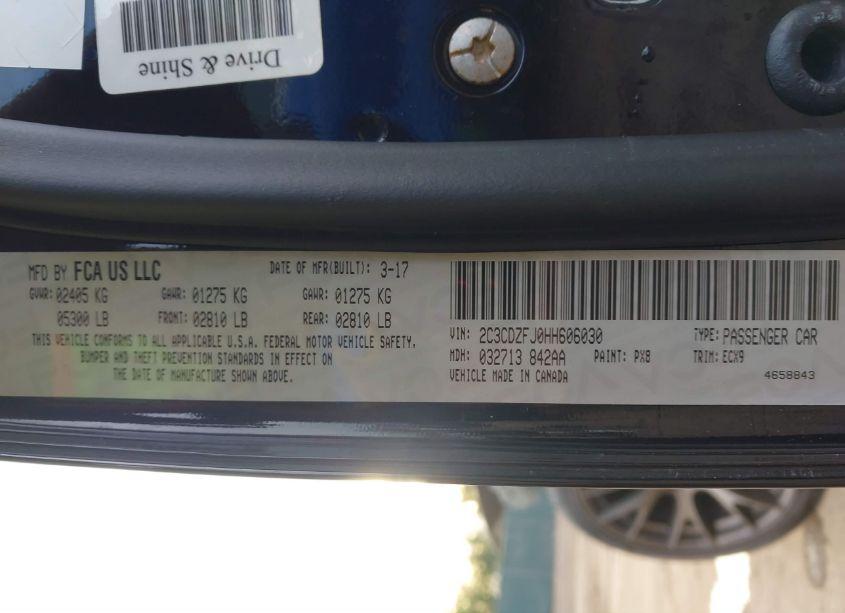 Drive & Shine
MFD BY FCA US LLC DATE OF MFR(BUILT): 3-17
GVWR: 02405 KG GAWR: 01275 KG GAWR: 01275 KG
05300 LB FRONT: 02810 LB REAR: 02810 LB
THIS VEHICLE CONFORMS TO ALL APPLICABLE U.S.A. FEDERAL MOTOR VEHICLE SAFETY,
BUMPER AND THEFT PREVENTION STANDARDS IN EFFECT ON
THE DATE OF MANUFACTURE SHOWN ABOVE.
VIN: 2C3CDZFJ0HH606030 TYPE: PASSENGER CAR
MDH: 032713 842AA PAINT: PX8 TRIM: ECX9
VEHICLE MADE IN CANADA 4658843